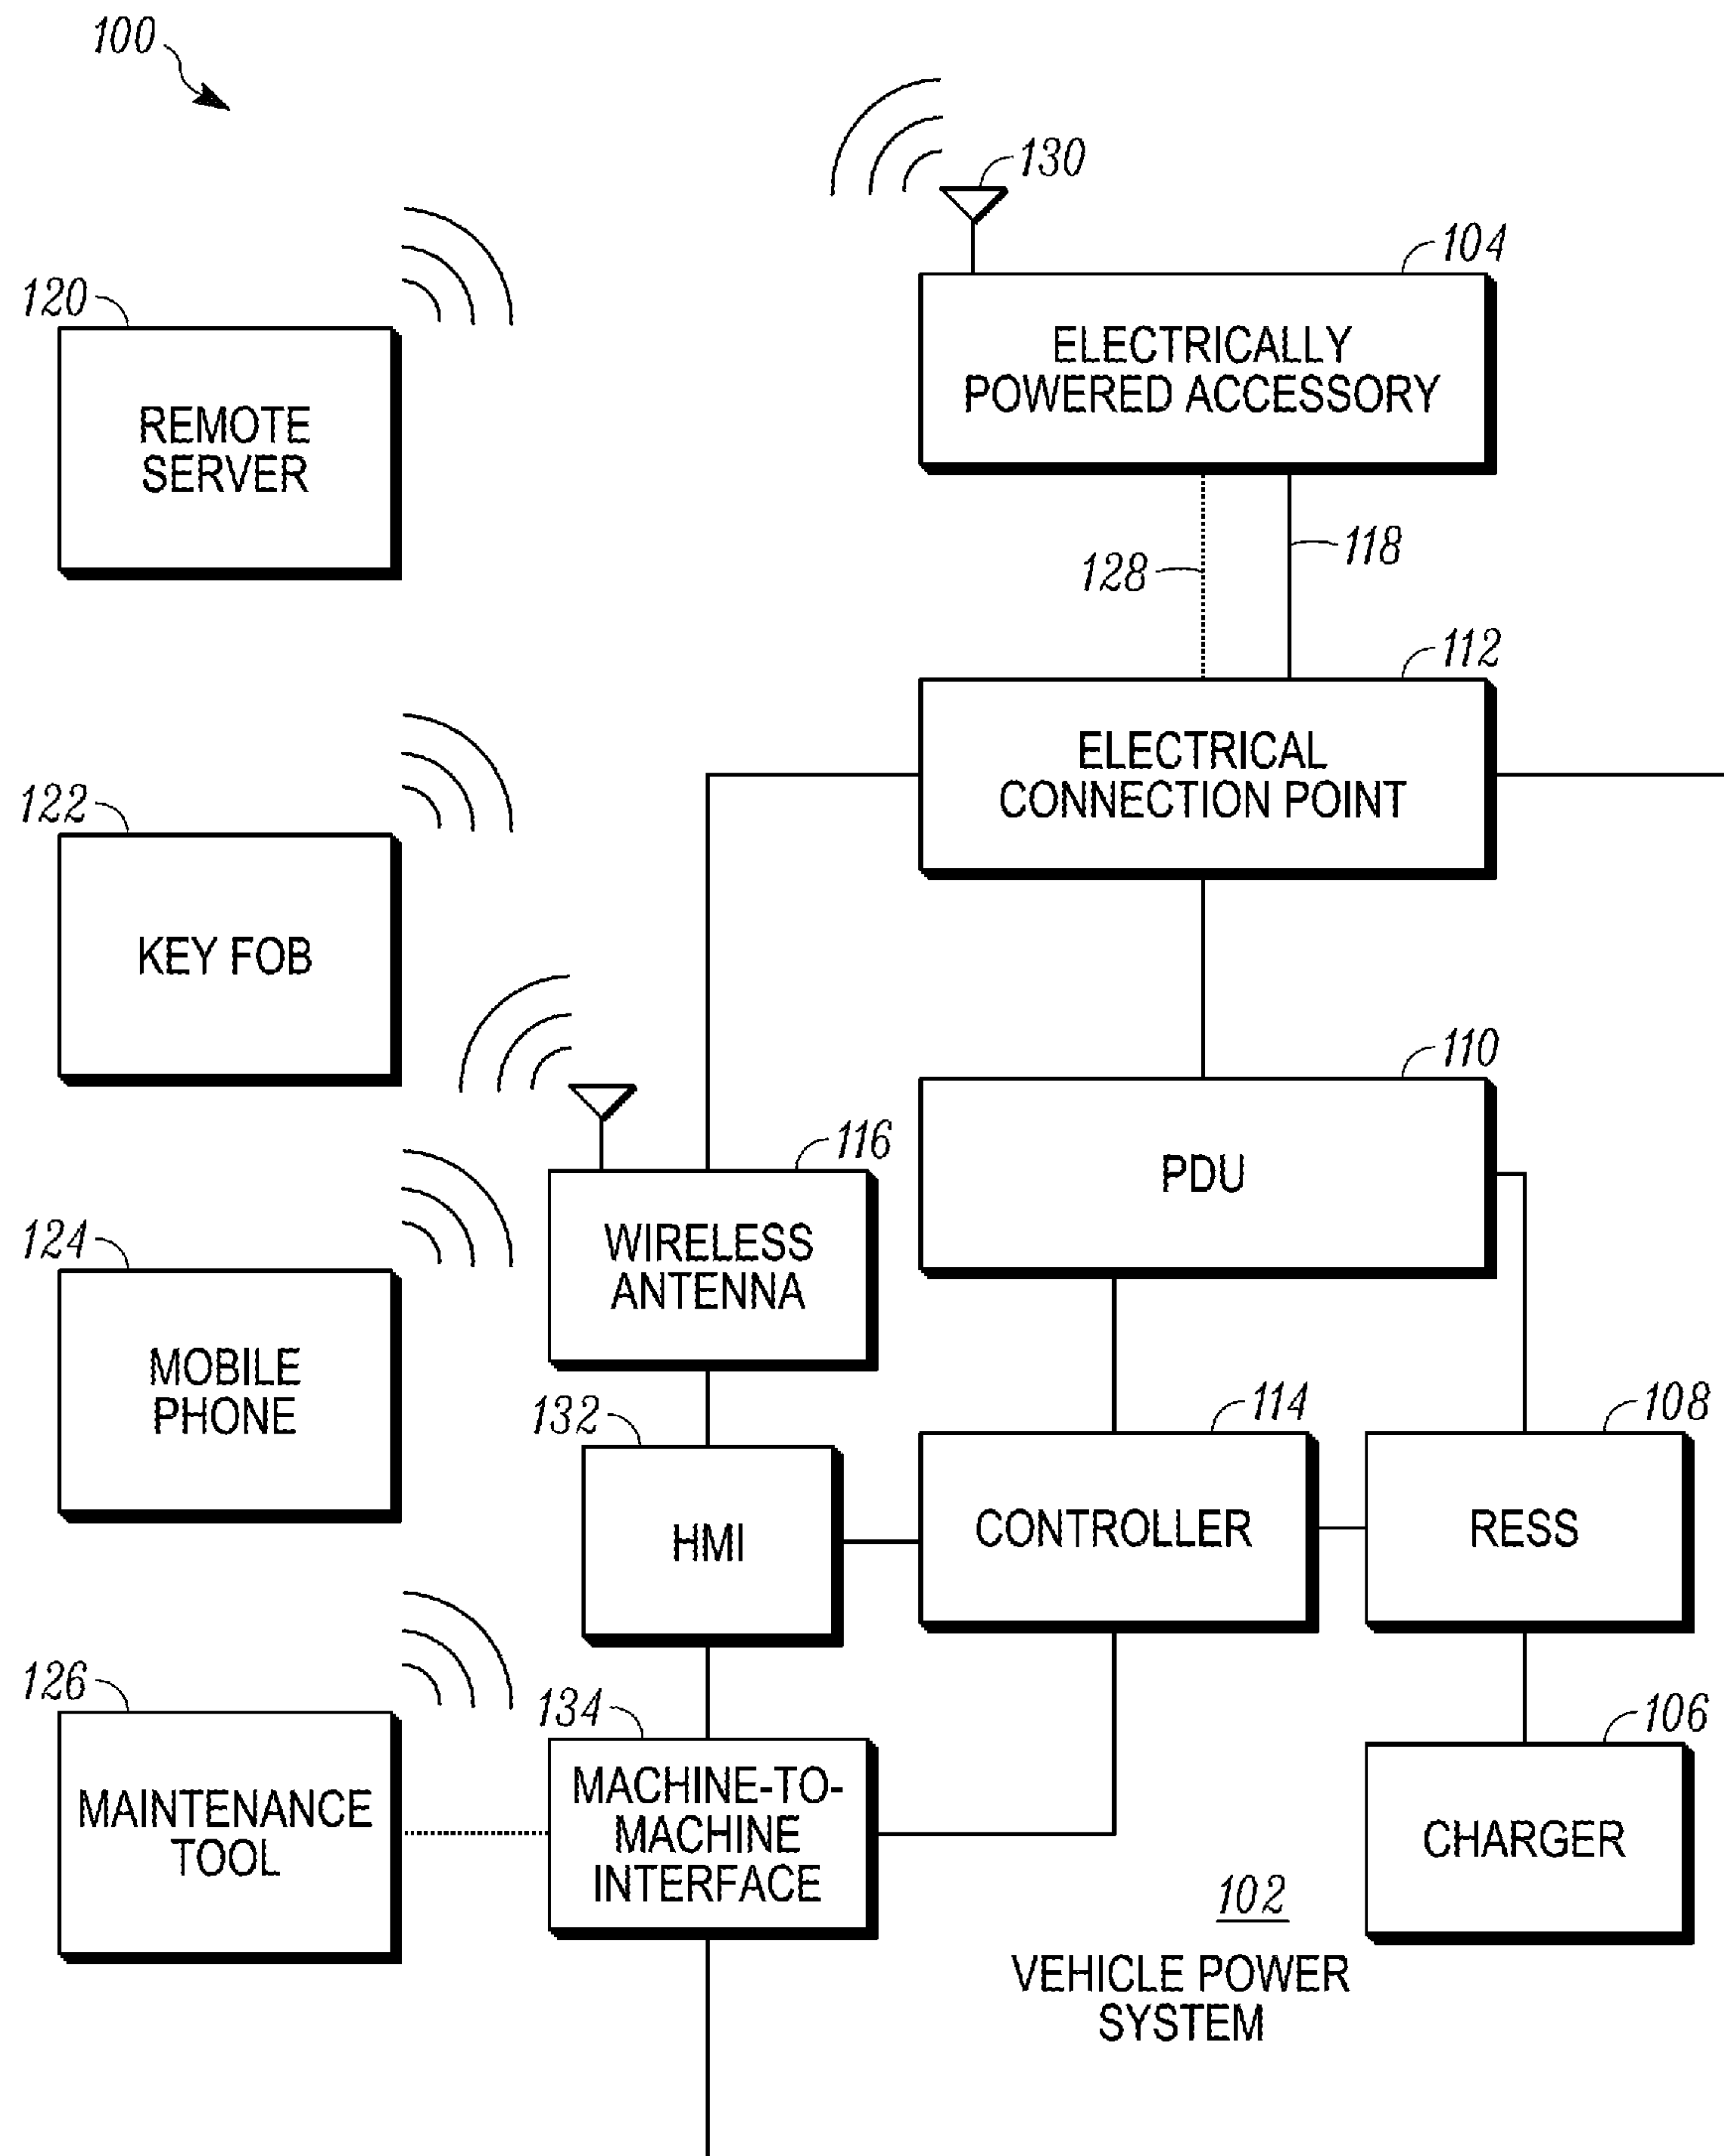 100
130
104
ELECTRICALLY
POWERED ACCESSORY
120
REMOTE
SERVER
128
118
112
ELECTRICAL
CONNECTION POINT
122
KEY FOB
110
PDU
116
WIRELESS
ANTENNA
124
MOBILE
PHONE
132
HMI
114
CONTROLLER
108
RESS
126
MAINTENANCE
TOOL
134
MACHINE-TO-
MACHINE
INTERFACE
106
CHARGER
102
VEHICLE POWER
SYSTEM